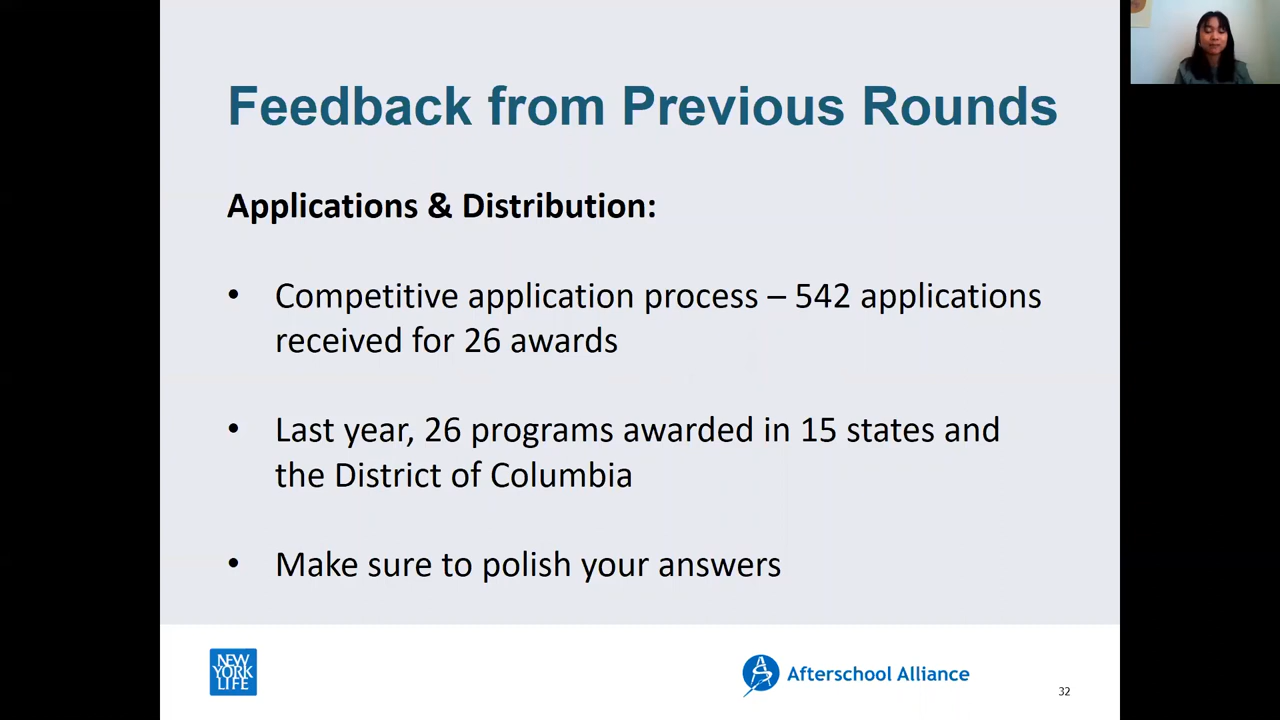 Feedback from Previous Rounds
Applications & Distribution:
• Competitive application process – 542 applications
received for 26 awards
• Last year, 26 programs awarded in 15 states and
the District of Columbia
• Make sure to polish your answers
NEW
YORK
LIFE
Afterschool Alliance
32